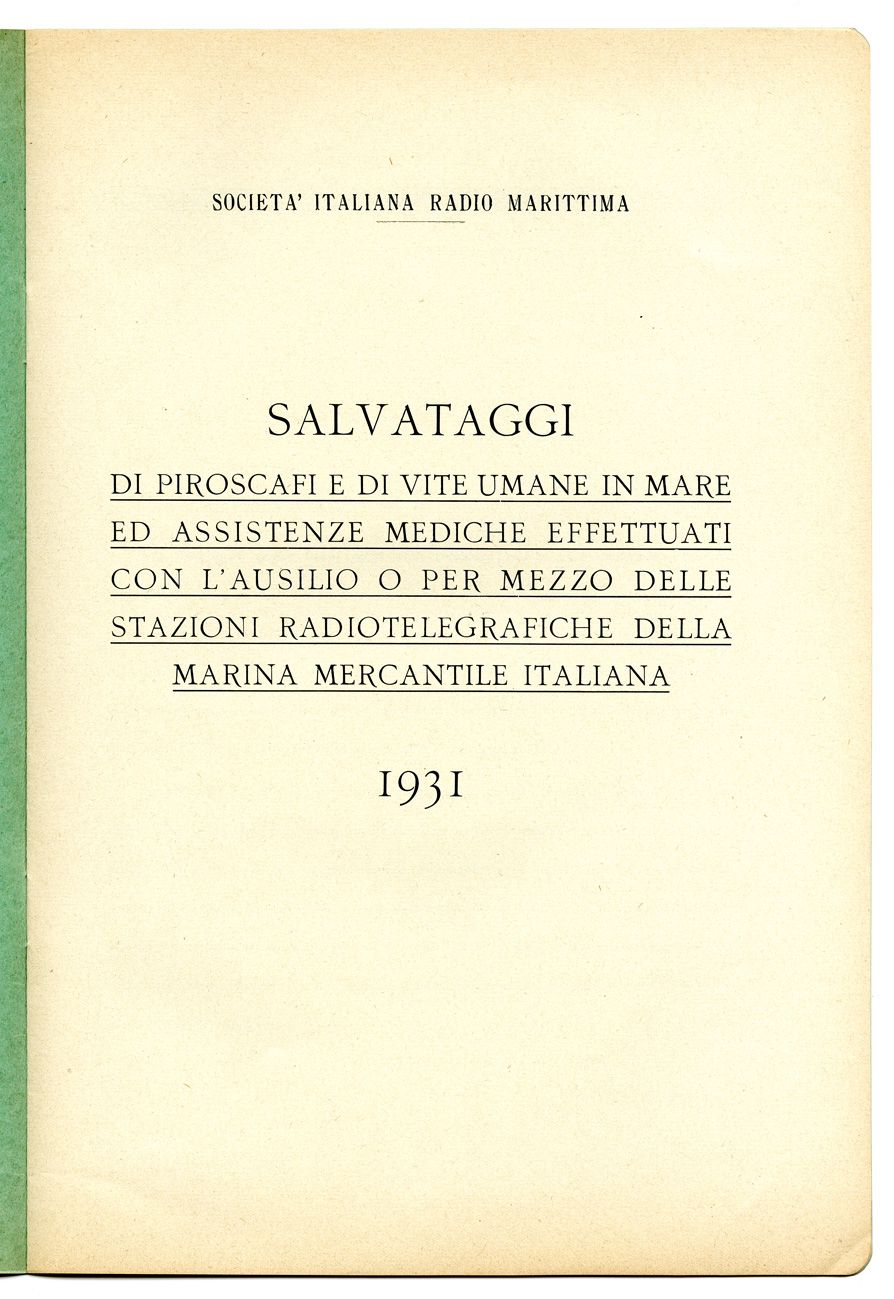 SOCIETA' ITALIANA RADIO MARITTIMA
SALVATAGGI
DI PIROSCAFI E DI VITE UMANE IN MARE
ED ASSISTENZE MEDICHE EFFETTUATI
CON L'AUSILIO O PER MEZZO DELLE
STAZIONI RADIOTELEGRAFICHE DELLA
MARINA MERCANTILE ITALIANA
1931